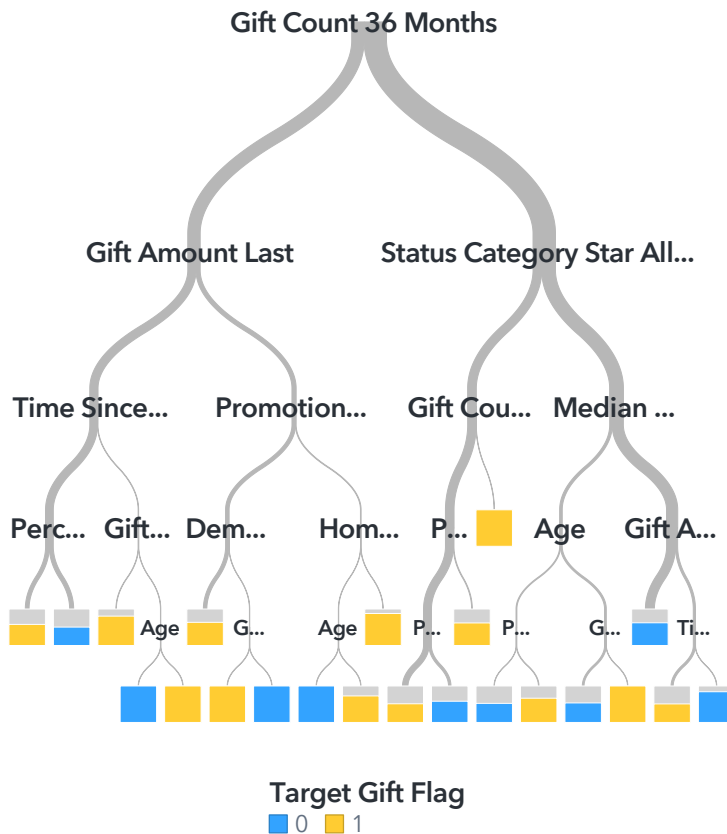 Gift Count 36 Months
Gift Amount Last
Status Category Star All...
Time Since...
Promotion...
Gift Cou...
Median ...
Perc...
Gift...
Dem...
Hom...
P...
Age
Gift A...
Age
G...
Age
P...
P...
G...
Ti...
Target Gift Flag
0
1